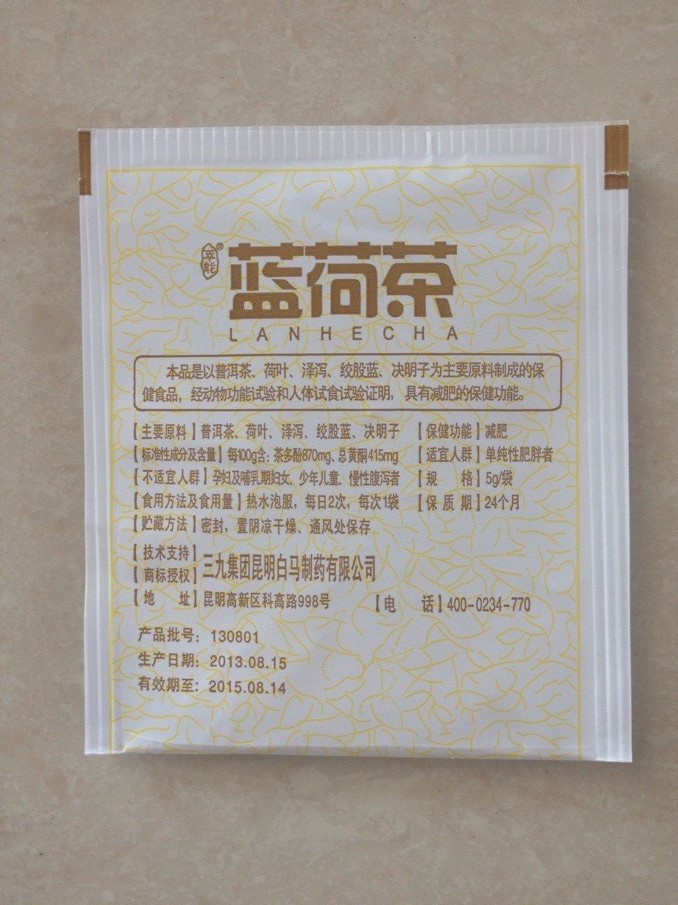 萃能®
蓝荷茶
LANHECHA
本品是以普洱茶、荷叶、泽泻、绞股蓝、决明子为主要原料制成的保
健食品，经动物功能试验和人体试食试验证明，具有减肥的保健功能。
【主要原料】普洱茶、荷叶、泽泻、绞股蓝、决明子 【保健功能】减肥
【标准性成分及含量】每100g含：茶多酚870mg、总黄酮415mg 【适宜人群】单纯性肥胖者
【不适宜人群】孕妇及哺乳期妇女、少年儿童、慢性腹泻者 【规 格】5g/袋
【食用方法及食用量】热水泡服，每日2次，每次1袋 【保 质 期】24个月
【贮藏方法】密封，置阴凉干燥、通风处保存
【技术支持】
【商标授权】三九集团昆明白马制药有限公司
【地 址】昆明高新区科高路998号 【电 话】400-0234-770
产品批号：130801
生产日期：2013.08.15
有效期至：2015.08.14